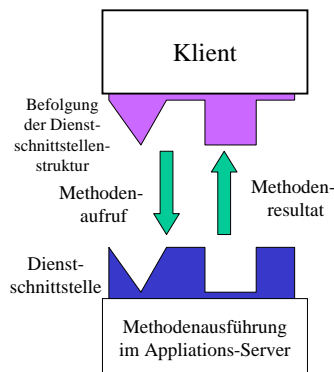 Klient
Befolgung
der Dienst-
schnittstellen-
struktur
Methoden-
aufruf
Methoden-
resultat
Dienst-
schnittstelle
Methodenausführung
im Appliations-Server